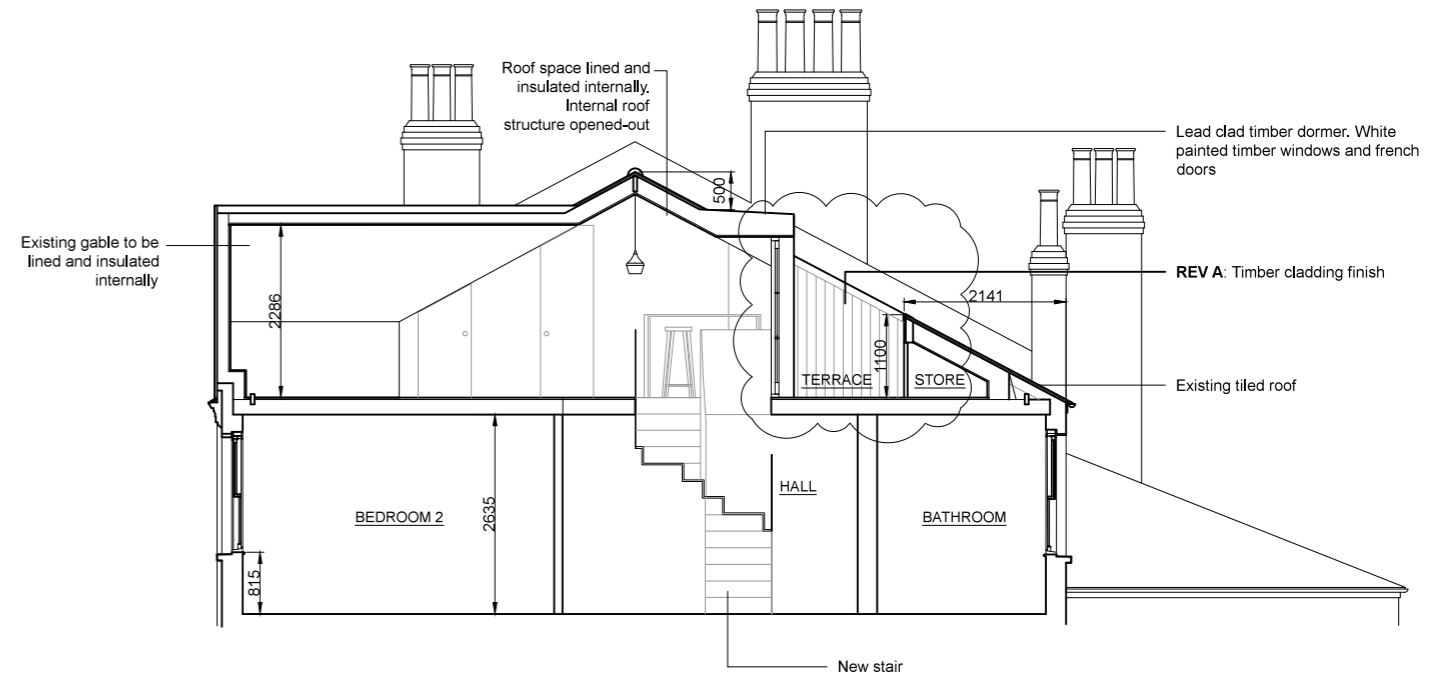 Roof space lined and
insulated internally.
Internal roof
structure opened-out
Lead clad timber dormer. White
painted timber windows and french
doors
500
Existing gable to be
lined and insulated
internally
REV A: Timber cladding finish
2286
2141
1100
TERRACE
STORE
Existing tiled roof
HALL
BEDROOM 2
2635
BATHROOM
815
New stair